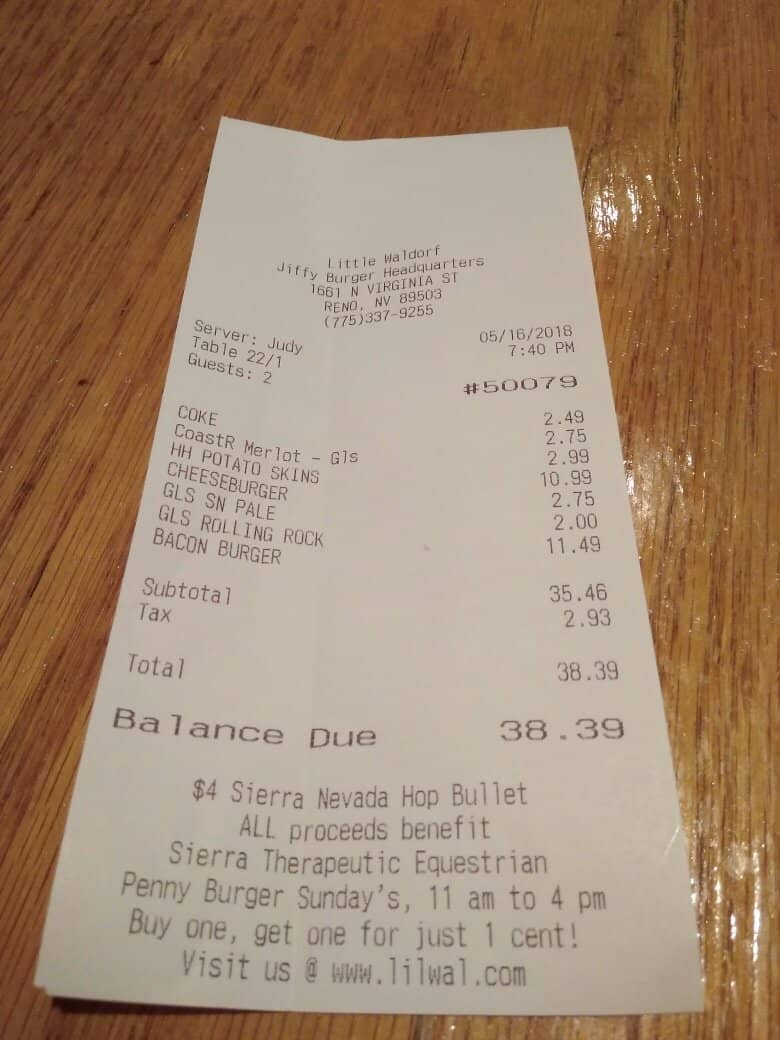 Little Waldorf
Jiffy Burger Headquarters
1661 N VIRGINIA ST
RENO, NV 89503
(775)337-9255
Server: Judy 05/16/2018
Table 22/1 7:40 PM
Guests: 2
#50079
COKE 2.49
CoastR Merlot - Gls 2.75
HH POTATO SKINS 2.99
CHEESEBURGER 10.99
GLS SN PALE 2.75
GLS ROLLING ROCK 2.00
BACON BURGER 11.49
Subtotal 35.46
Tax 2.93
Total 38.39
Balance Due 38.39
$4 Sierra Nevada Hop Bullet
ALL proceeds benefit
Sierra Therapeutic Equestrian
Penny Burger Sunday's, 11 am to 4 pm
Buy one, get one for just 1 cent!
Visit us @ www.lilwal.com